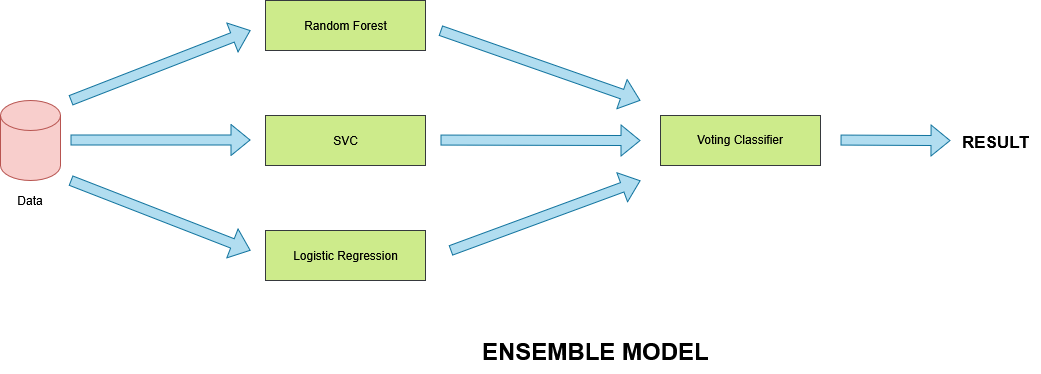 Random Forest
SVC
Voting Classifier
RESULT
Data
Logistic Regression
ENSEMBLE MODEL